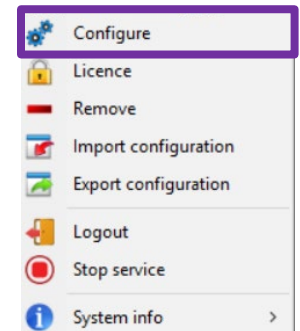 Configure
Licence
Remove
Import configuration
Export configuration
Logout
Stop service
System info